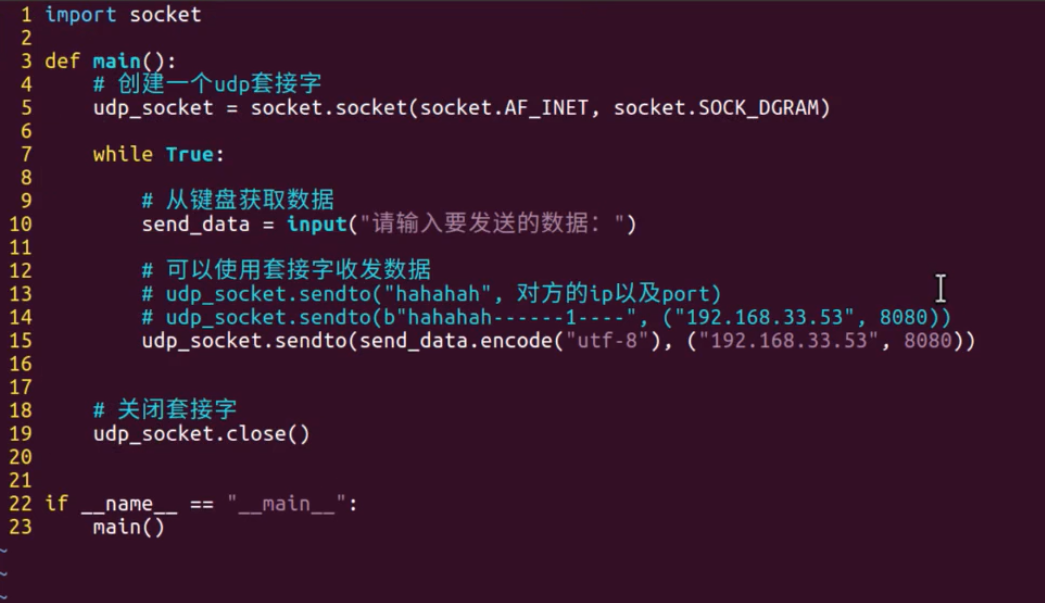 1 import socket
2
3 def main():
4     # 创建一个udp套接字
5     udp_socket = socket.socket(socket.AF_INET, socket.SOCK_DGRAM)
6
7     while True:
8
9         # 从键盘获取数据
10         send_data = input("请输入要发送的数据：")
11
12         # 可以使用套接字收发数据
13         # udp_socket.sendto("hahahah", 对方的ip以及port)
14         # udp_socket.sendto(b"hahahah------1----", ("192.168.33.53", 8080))
15         udp_socket.sendto(send_data.encode("utf-8"), ("192.168.33.53", 8080))
16
17
18     # 关闭套接字
19     udp_socket.close()
20
21
22 if __name__ == "__main__":
23     main()
~
~
~